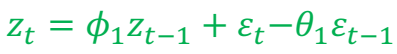 z_t = ϕ_1 z_{t−1} + ε_t−θ_1 ε_{t−1}